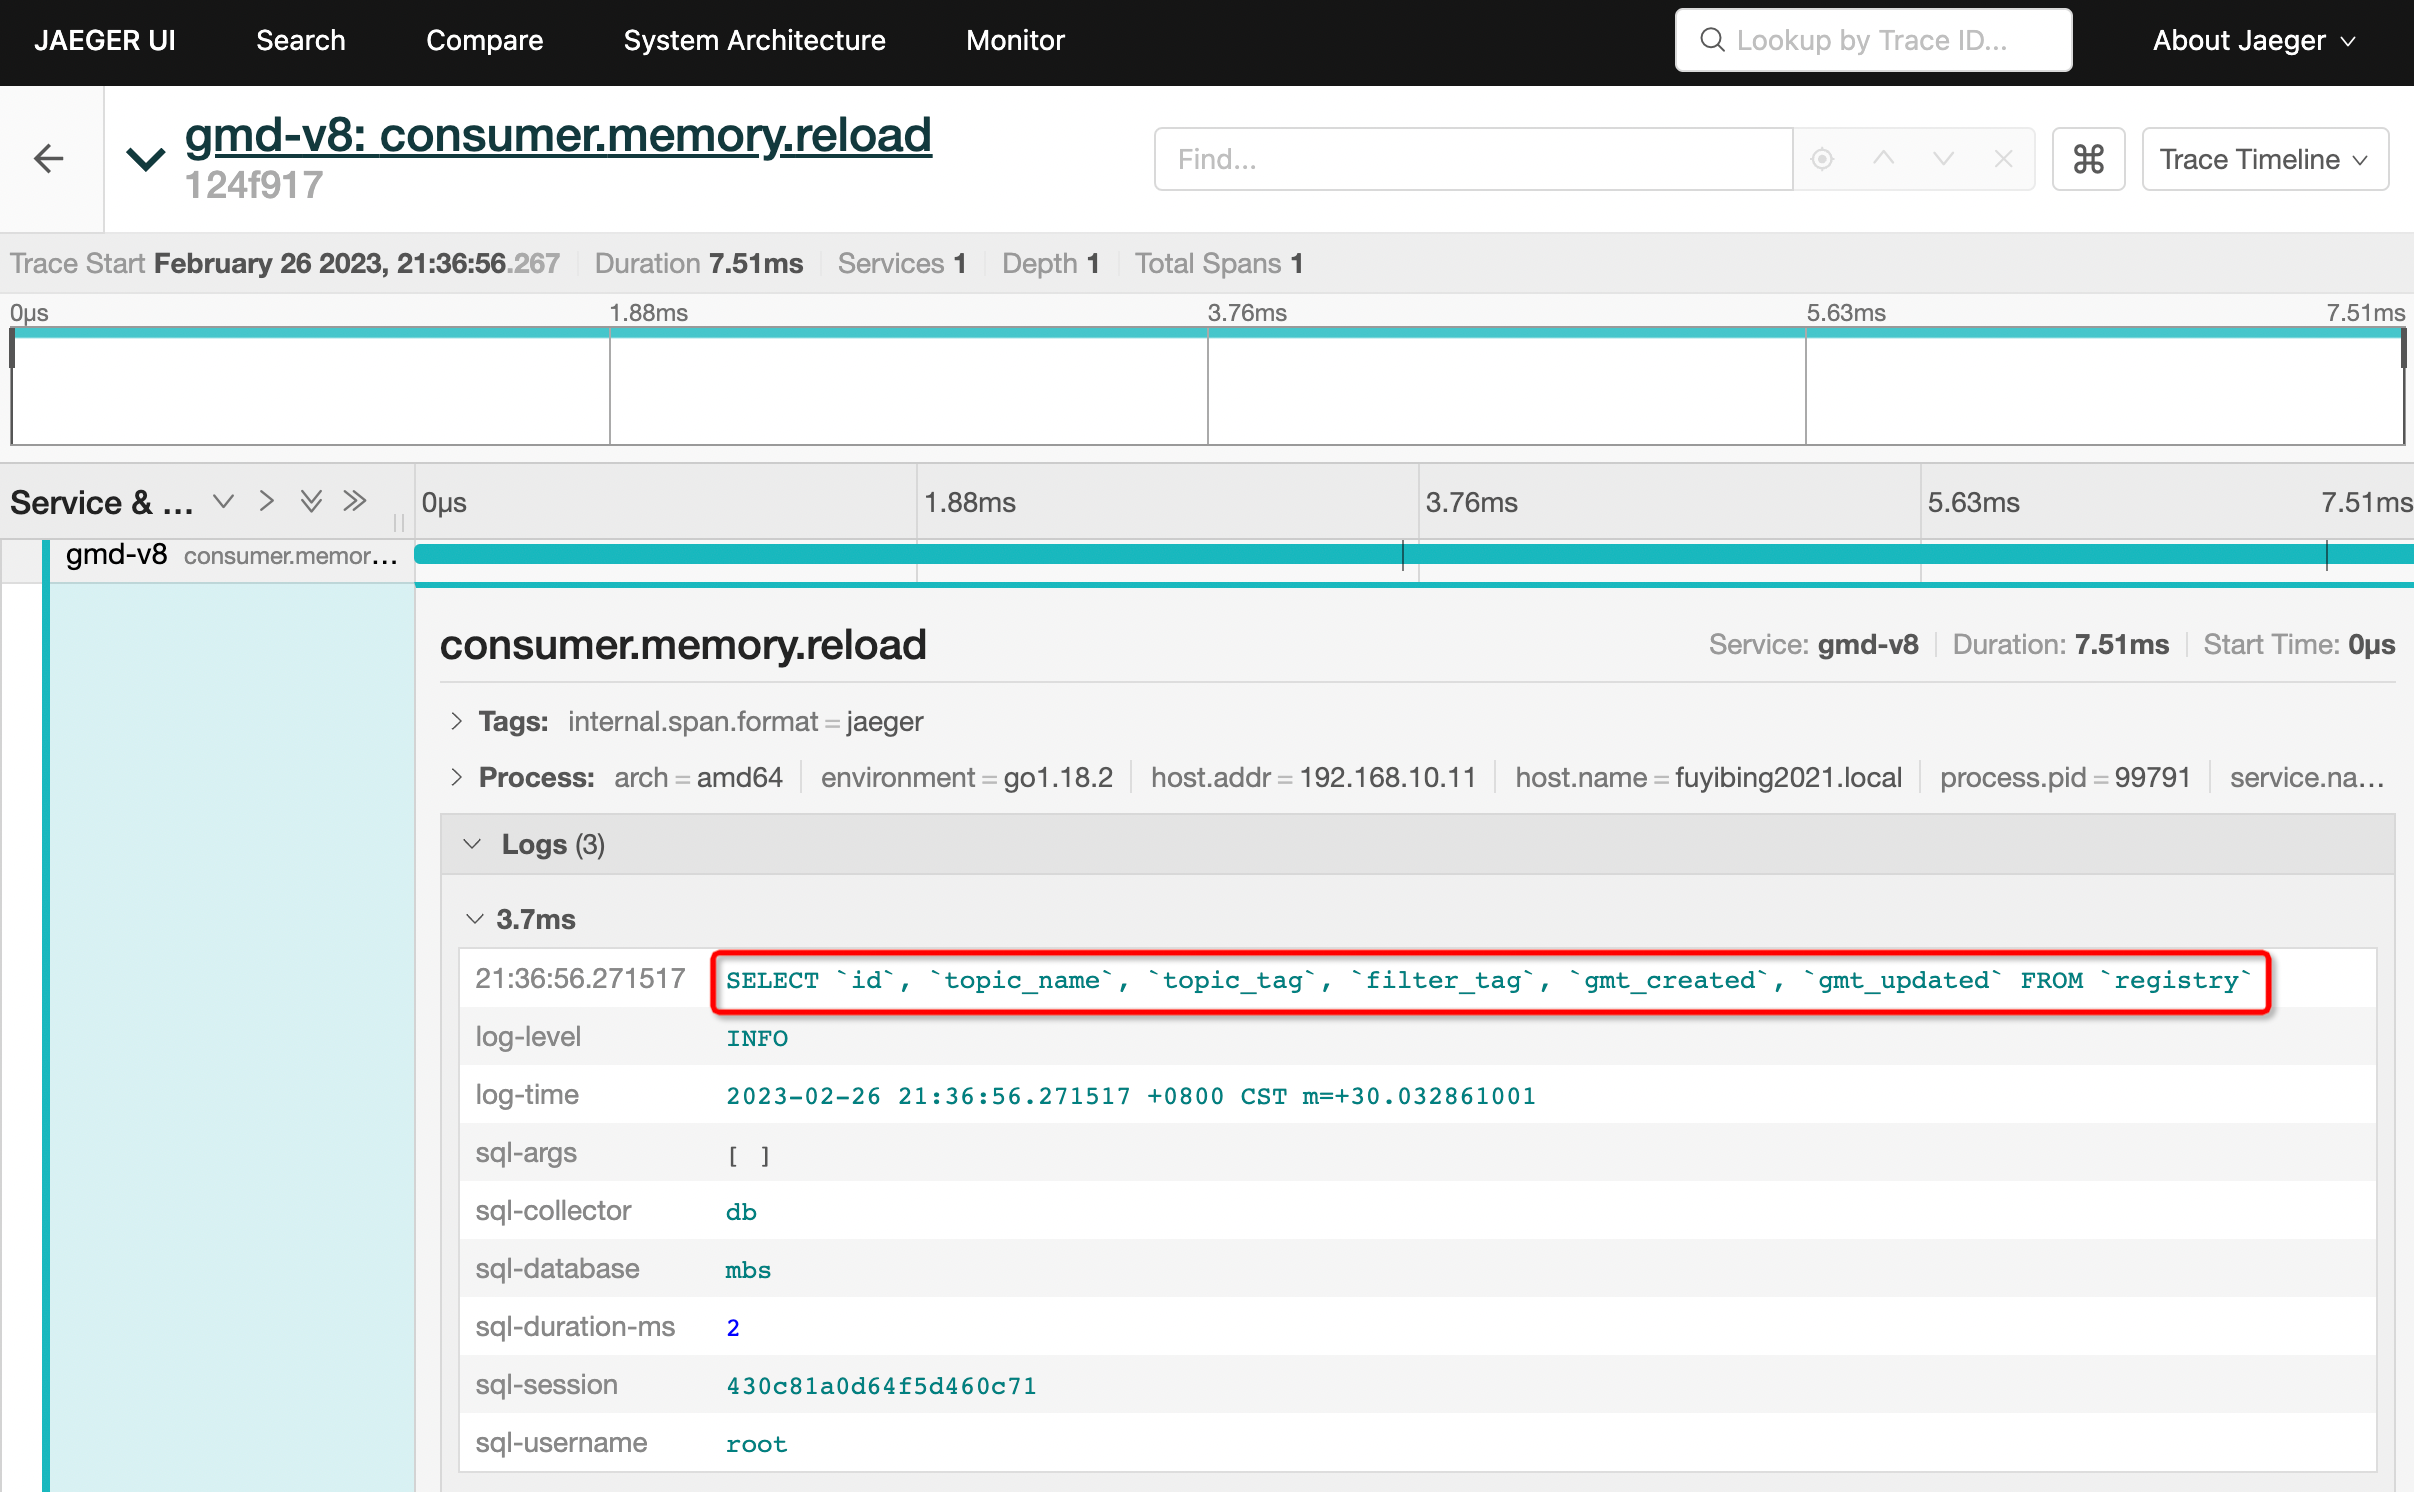 JAEGER UI Search Compare System Architecture Monitor Lookup by Trace ID... About Jaeger
gmd-v8: consumer.memory.reload
124f917
Find... ⌘ Trace Timeline
Trace Start February 26 2023, 21:36:56.267 Duration 7.51ms Services 1 Depth 1 Total Spans 1
0μs 1.88ms 3.76ms 5.63ms 7.51ms
Service & ... 0μs 1.88ms 3.76ms 5.63ms 7.51ms
gmd-v8 consumer.memor...
consumer.memory.reload Service: gmd-v8 Duration: 7.51ms Start Time: 0μs
Tags: internal.span.format = jaeger
Process: arch = amd64 environment = go1.18.2 host.addr = 192.168.10.11 host.name = fuyibing2021.local process.pid = 99791 service.na...
Logs (3)
3.7ms
21:36:56.271517 SELECT `id`, `topic_name`, `topic_tag`, `filter_tag`, `gmt_created`, `gmt_updated` FROM `registry`
log-level INFO
log-time 2023-02-26 21:36:56.271517 +0800 CST m=+30.032861001
sql-args [ ]
sql-collector db
sql-database mbs
sql-duration-ms 2
sql-session 430c81a0d64f5d460c71
sql-username root